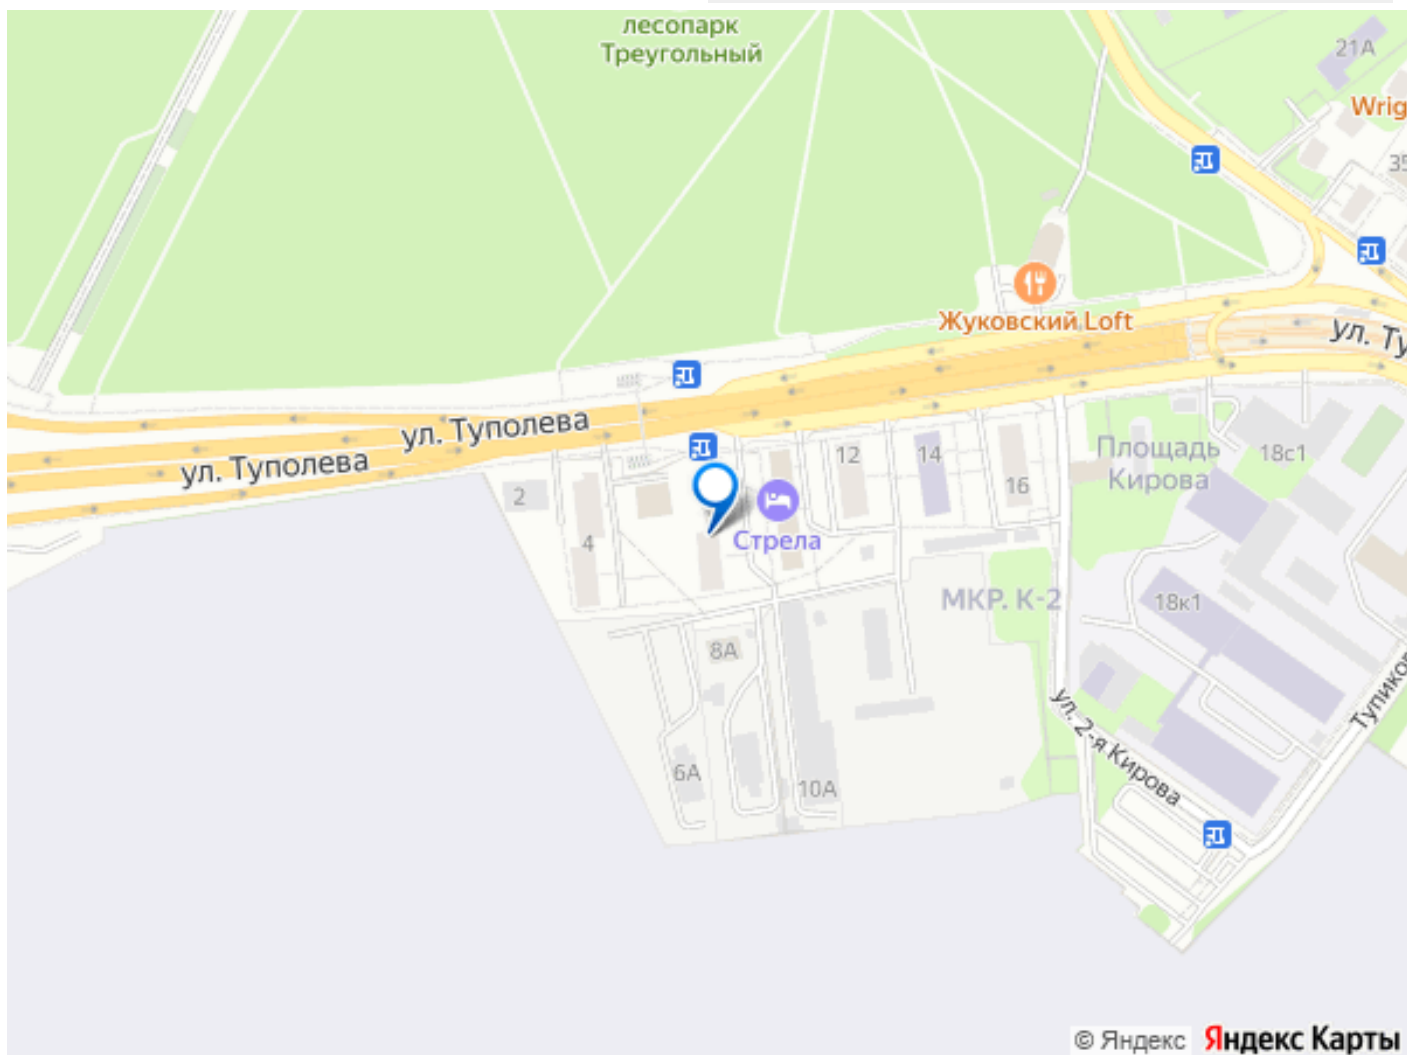 лесопарк
Треугольный
21А
Wrig
35
Жуковский Loft
ул. Ту
ул. Туполева
ул. Туполева
2
4
12
14
16
Площадь
Кирова
18с1
Стрела
МКР. К-2
18к1
8А
6А
10А
ул. 2-я Кирова
Тупиков
© Яндекс Яндекс Карты